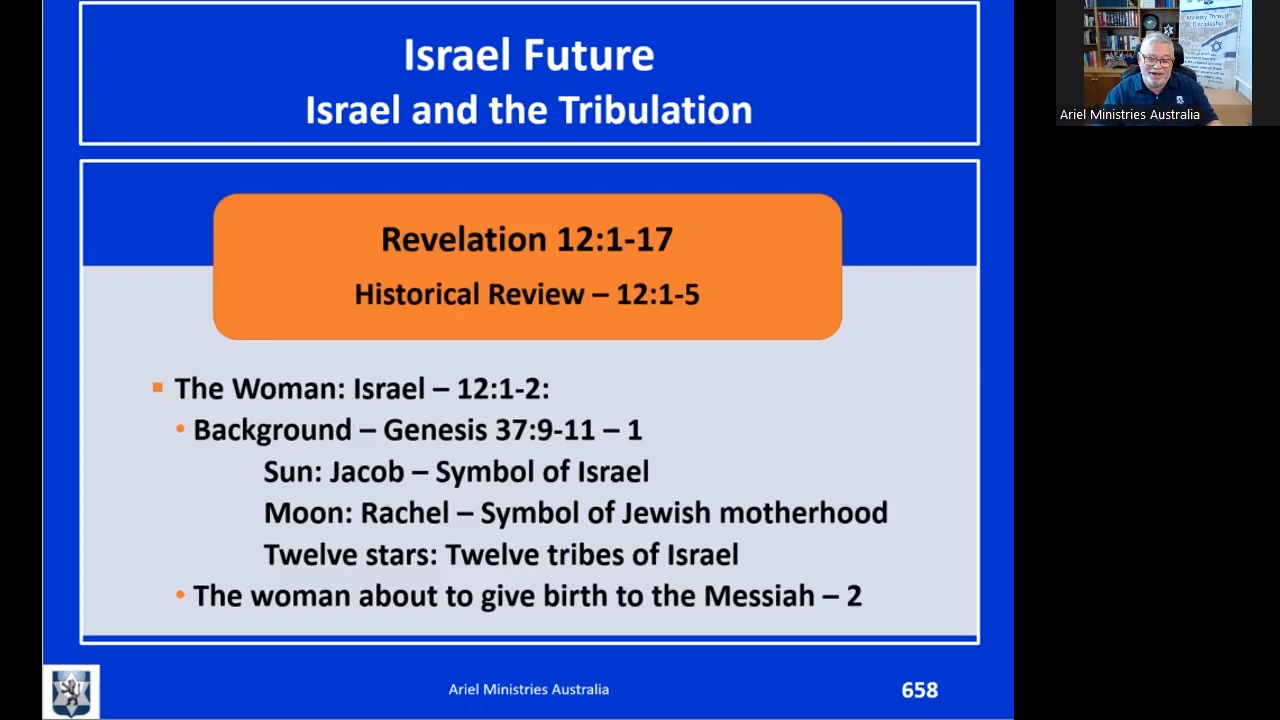 Israel Future
Israel and the Tribulation
Revelation 12:1-17
Historical Review – 12:1-5
▪ The Woman: Israel – 12:1-2:
• Background – Genesis 37:9-11 – 1
Sun: Jacob – Symbol of Israel
Moon: Rachel – Symbol of Jewish motherhood
Twelve stars: Twelve tribes of Israel
• The woman about to give birth to the Messiah – 2
Ariel Ministries Australia
658
Ministry Through
Discipleship
Ariel Ministries Australia